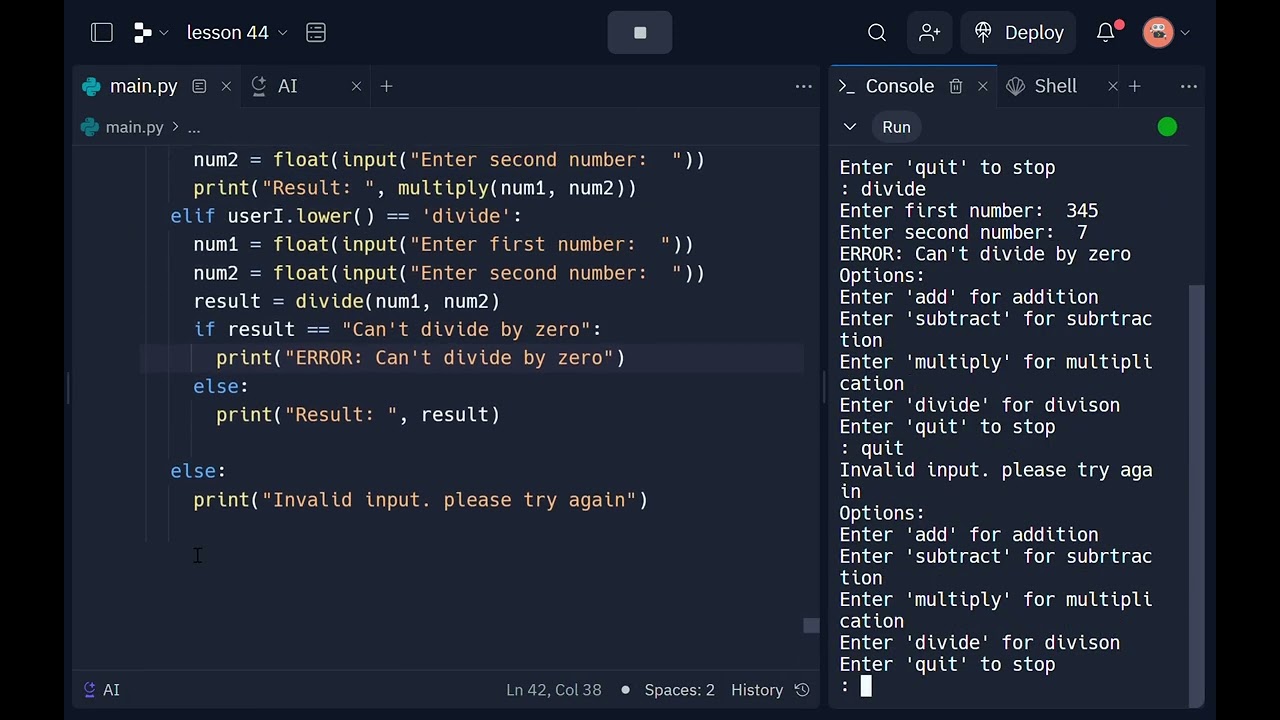 lesson 44
Deploy
main.py
AI
Console
Shell
main.py > ...
Run
num2 = float(input("Enter second number:  "))
print("Result: ", multiply(num1, num2))
elif userI.lower() == 'divide':
num1 = float(input("Enter first number:  "))
num2 = float(input("Enter second number:  "))
result = divide(num1, num2)
if result == "Can't divide by zero":
print("ERROR: Can't divide by zero")
else:
print("Result: ", result)
else:
print("Invalid input. please try again")
AI
Ln 42, Col 38
Spaces: 2
History
Enter 'quit' to stop
: divide
Enter first number:  345
Enter second number:  7
ERROR: Can't divide by zero
Options:
Enter 'add' for addition
Enter 'subtract' for subrtrac
tion
Enter 'multiply' for multipli
cation
Enter 'divide' for divison
Enter 'quit' to stop
: quit
Invalid input. please try aga
in
Options:
Enter 'add' for addition
Enter 'subtract' for subrtrac
tion
Enter 'multiply' for multipli
cation
Enter 'divide' for divison
Enter 'quit' to stop
: